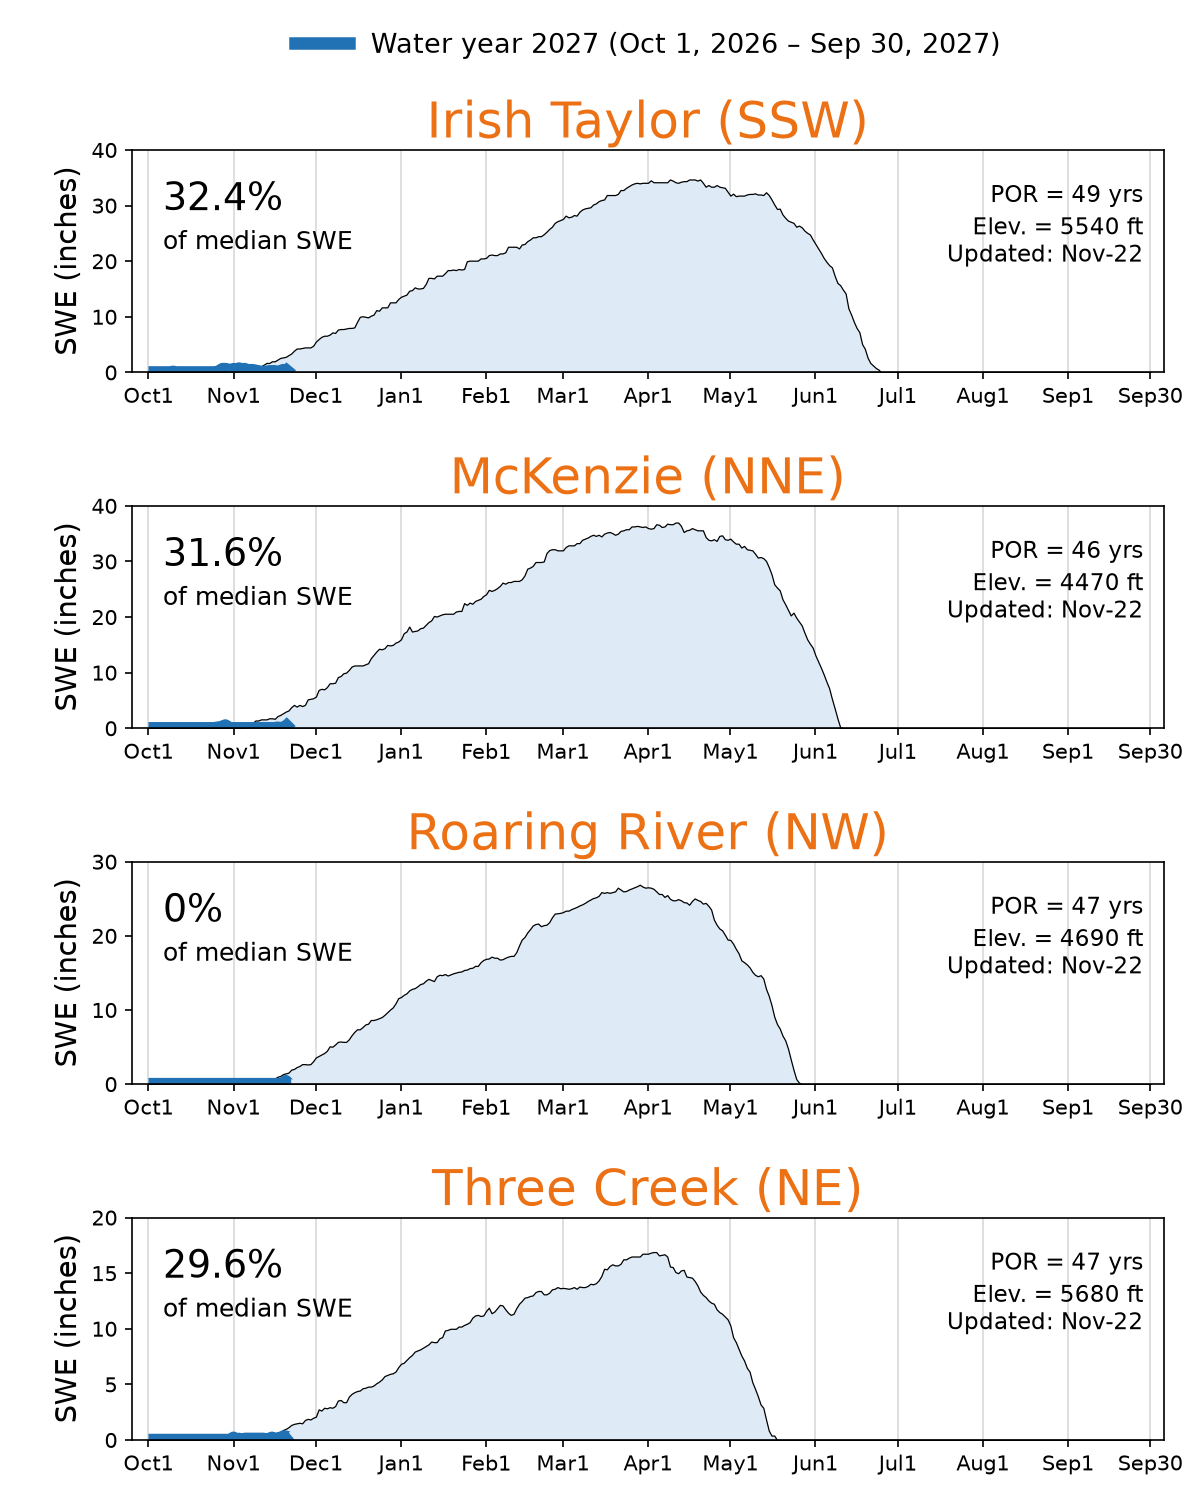 Water year 2027 (Oct 1, 2026 – Sep 30, 2027)
Irish Taylor (SSW)
SWE (inches)
40
30
20
10
0
32.4%
of median SWE
POR = 49 yrs
Elev. = 5540 ft
Updated: Nov-22
Oct1 Nov1 Dec1 Jan1 Feb1 Mar1 Apr1 May1 Jun1 Jul1 Aug1 Sep1 Sep30
McKenzie (NNE)
SWE (inches)
40
30
20
10
0
31.6%
of median SWE
POR = 46 yrs
Elev. = 4470 ft
Updated: Nov-22
Oct1 Nov1 Dec1 Jan1 Feb1 Mar1 Apr1 May1 Jun1 Jul1 Aug1 Sep1 Sep30
Roaring River (NW)
SWE (inches)
30
20
10
0
0%
of median SWE
POR = 47 yrs
Elev. = 4690 ft
Updated: Nov-22
Oct1 Nov1 Dec1 Jan1 Feb1 Mar1 Apr1 May1 Jun1 Jul1 Aug1 Sep1 Sep30
Three Creek (NE)
SWE (inches)
20
15
10
5
0
29.6%
of median SWE
POR = 47 yrs
Elev. = 5680 ft
Updated: Nov-22
Oct1 Nov1 Dec1 Jan1 Feb1 Mar1 Apr1 May1 Jun1 Jul1 Aug1 Sep1 Sep30